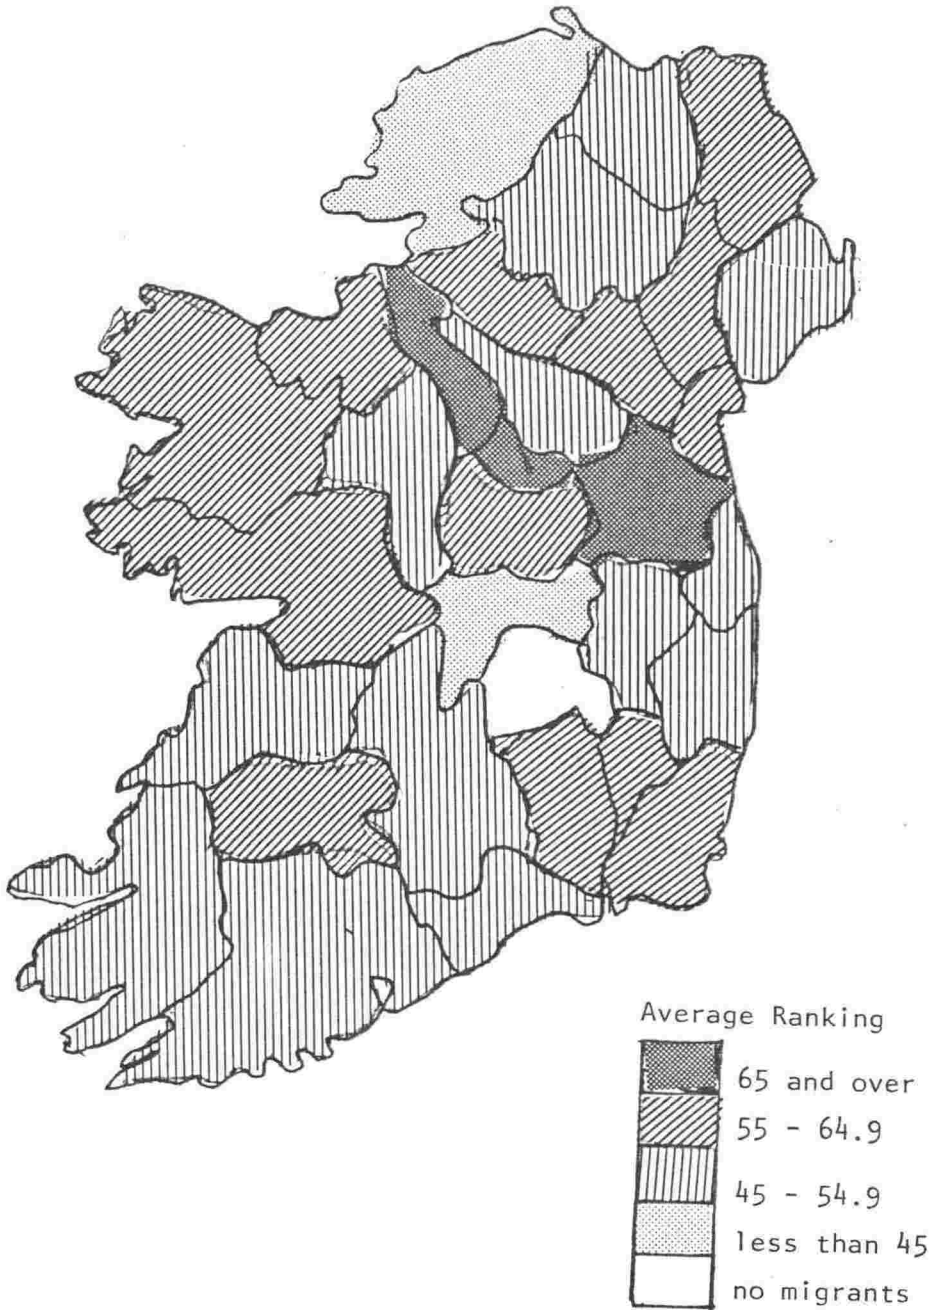 Average Ranking
65 and over
55 - 64.9
45 - 54.9
less than 45
no migrants